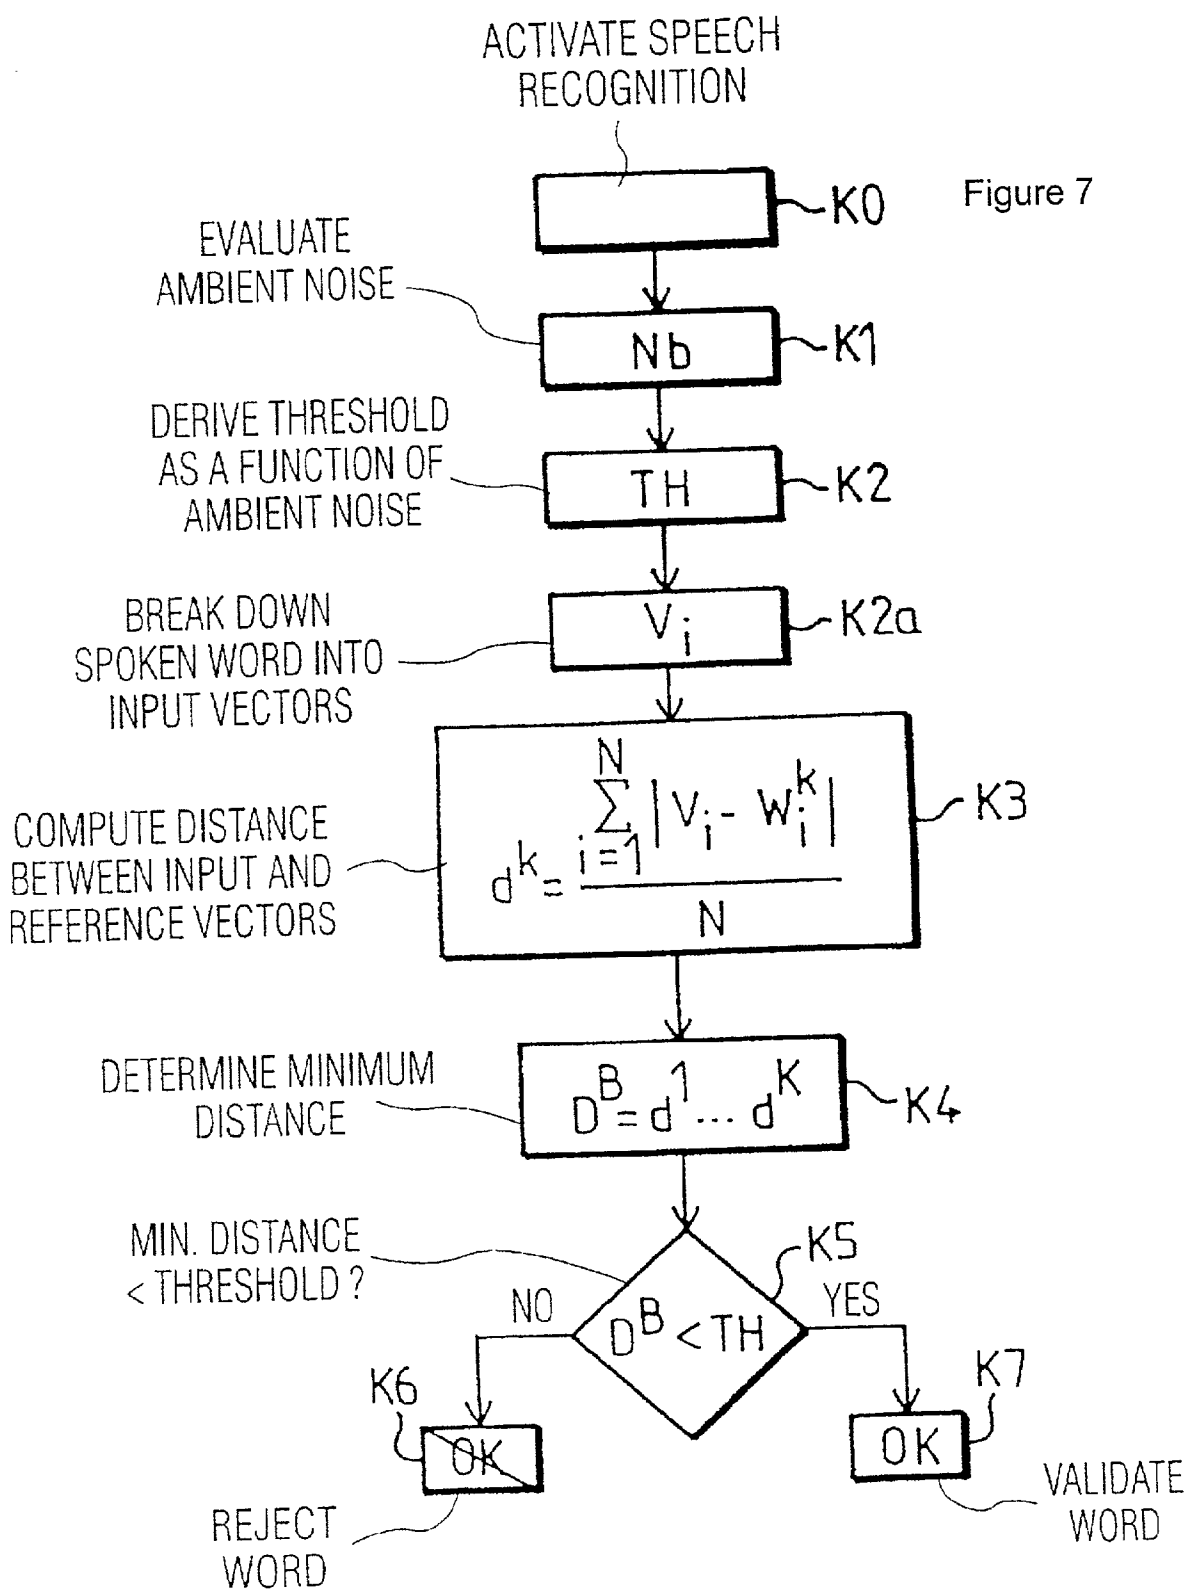 ACTIVATE SPEECH
RECOGNITION
K0
Figure 7
EVALUATE
AMBIENT NOISE
Nb
K1
DERIVE THRESHOLD
AS A FUNCTION OF
AMBIENT NOISE
TH
K2
BREAK DOWN
SPOKEN WORD INTO
INPUT VECTORS
V_i
K2a
COMPUTE DISTANCE
BETWEEN INPUT AND
REFERENCE VECTORS
d^k = \frac{\sum_{i=1}^{N} |V_i - W_i^k|}{N}
K3
DETERMINE MINIMUM
DISTANCE
D^B = d^1 ... d^K
K4
MIN. DISTANCE
< THRESHOLD ?
K5
NO
D^B < TH
YES
K6
OK
REJECT
WORD
K7
OK
VALIDATE
WORD